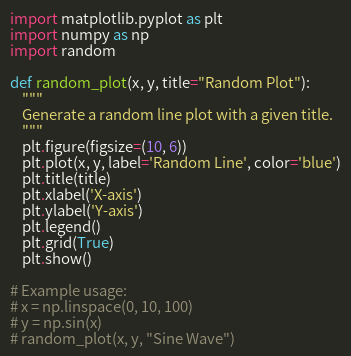 import matplotlib.pyplot as plt
import numpy as np
import random

def random_plot(x, y, title="Random Plot"):
    """
    Generate a random line plot with a given title.
    """
    plt.figure(figsize=(10, 6))
    plt.plot(x, y, label='Random Line', color='blue')
    plt.title(title)
    plt.xlabel('X-axis')
    plt.ylabel('Y-axis')
    plt.legend()
    plt.grid(True)
    plt.show()

# Example usage:
# x = np.linspace(0, 10, 100)
# y = np.sin(x)
# random_plot(x, y, "Sine Wave")